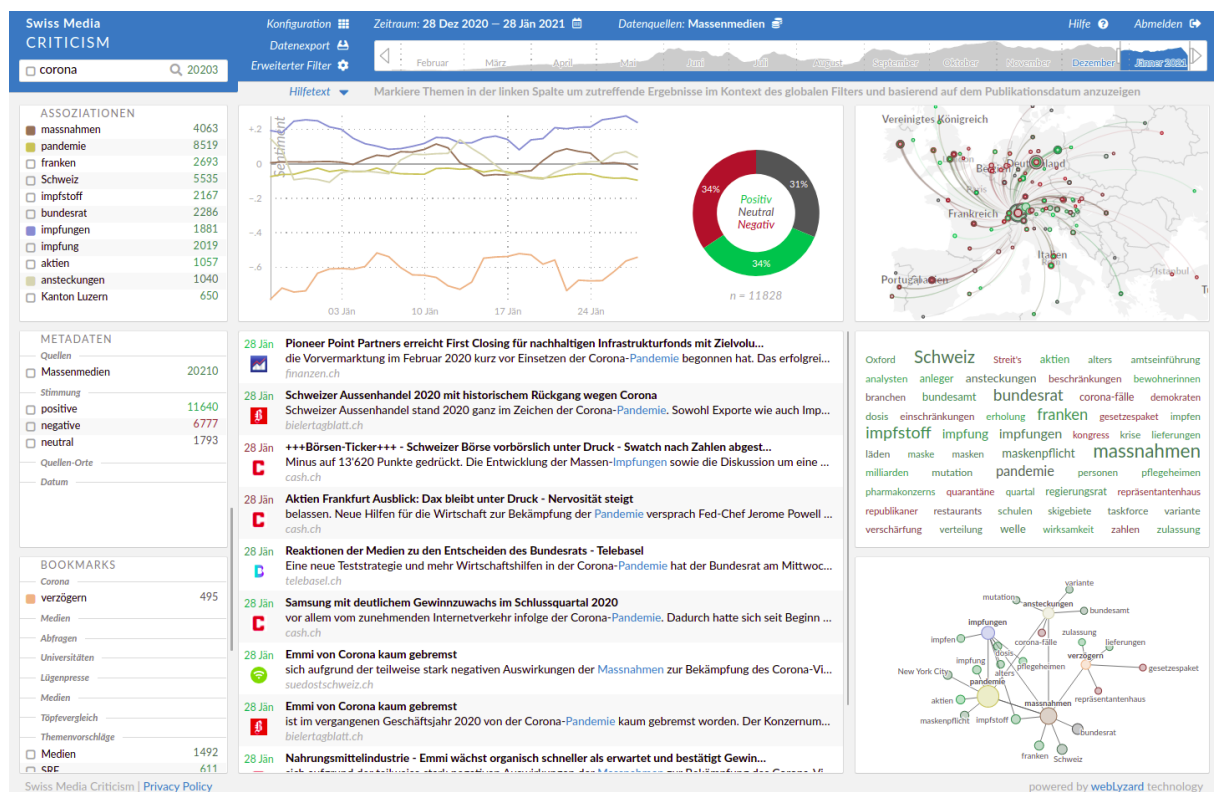 Swiss Media
CRITICISM
corona 20203
Konfiguration
Datenexport
Erweiterter Filter
Zeitraum: 28 Dez 2020 — 28 Jän 2021
Datenquellen: Massenmedien
Hilfe
Abmelden
Februar März April Mai Juni Juli August September Oktober November Dezember Jänner 2021
Hilfetext
Markiere Themen in der linken Spalte um zutreffende Ergebnisse im Kontext des globalen Filters und basierend auf dem Publikationsdatum anzuzeigen
ASSOZIATIONEN
massnahmen 4063
pandemie 8519
franken 2693
Schweiz 5535
impfstoff 2167
bundesrat 2286
impfungen 1881
impfung 2019
aktien 1057
ansteckungen 1040
Kanton Luzern 650
METADATEN
Quellen
Massenmedien 20210
Stimmung
positive 11640
negative 6777
neutral 1793
Quellen-Orte
Datum
BOOKMARKS
Corona
verzögern 495
Medien
Abfragen
Universitäten
Lügenpresse
Medien
Töpfevergleich
Themenvorschläge
Medien 1492
SRF 611
Sentiment
+.2
0
-.2
-.4
-.6
03 Jän 10 Jän 17 Jän 24 Jän
34%
31%
34%
Positiv
Neutral
Negativ
n = 11828
28 Jän Pioneer Point Partners erreicht First Closing für nachhaltigen Infrastrukturfonds mit Zielvolu...
die Vorvermarktung im Februar 2020 kurz vor Einsetzen der Corona-Pandemie begonnen hat. Das erfolgrei...
finanzen.ch
28 Jän Schweizer Aussenhandel 2020 mit historischem Rückgang wegen Corona
Schweizer Aussenhandel stand 2020 ganz im Zeichen der Corona-Pandemie. Sowohl Exporte wie auch Imp...
bielertagblatt.ch
28 Jän +++Börsen-Ticker+++ - Schweizer Börse vorbörslich unter Druck - Swatch nach Zahlen abgest...
Minus auf 13'620 Punkte gedrückt. Die Entwicklung der Massen-Impfungen sowie die Diskussion um eine ...
cash.ch
28 Jän Aktien Frankfurt Ausblick: Dax bleibt unter Druck - Nervosität steigt
belassen. Neue Hilfen für die Wirtschaft zur Bekämpfung der Pandemie versprach Fed-Chef Jerome Powell ...
cash.ch
28 Jän Reaktionen der Medien zu den Entscheiden des Bundesrats - Telebasel
Eine neue Teststrategie und mehr Wirtschaftshilfen in der Corona-Pandemie hat der Bundesrat am Mittwoc...
telebasel.ch
28 Jän Samsung mit deutlichem Gewinnzuwachs im Schlussquartal 2020
vor allem vom zunehmenden Internetverkehr infolge der Corona-Pandemie. Dadurch hatte sich seit Beginn ...
cash.ch
28 Jän Emmi von Corona kaum gebremst
sich aufgrund der teilweise stark negativen Auswirkungen der Massnahmen zur Bekämpfung des Corona-Vi...
suedostschweiz.ch
28 Jän Emmi von Corona kaum gebremst
ist im vergangenen Geschäftsjahr 2020 von der Corona-Pandemie kaum gebremst worden. Der Konzernum...
bielertagblatt.ch
28 Jän Nahrungsmittelindustrie - Emmi wächst organisch schneller als erwartet und bestätigt Gewin...
sich aufgrund der teilweise stark negativen Auswirkungen der Massnahmen zur Bekämpfung des Corona-Vi...
Vereinigtes Königreich
Deutschland
Paris
Frankreich
Italien
Portugal
Istanbul
Oxford Schweiz Streit's aktien alters amtseinführung
analysten anleger ansteckungen beschränkungen bewohnerinnen
branchen bundesamt bundesrat corona-fälle demokraten
dosis einschränkungen erholung franken gesetzespaket impfen
impfstoff impfung impfungen kongress krise lieferungen
läden maske masken maskenpflicht massnahmen
milliarden mutation pandemie personen pflegeheimen
pharmakonzerns quarantäne quartal regierungsrat repräsentantenhaus
republikaner restaurants schulen skigebiete taskforce variante
verschärfung verteilung welle wirksamkeit zahlen zulassung
variante
mutation
ansteckungen
bundesamt
impfungen
impfen
corona-fälle
zulassung
lieferungen
dosis
verzögern
impfung
pflegeheimen
gesetzespaket
New York City
alters
pandemie
repräsentantenhaus
aktien
massnahmen
maskenpflicht
impfstoff
bundesrat
franken
Schweiz
Swiss Media Criticism | Privacy Policy
powered by webLyzard technology